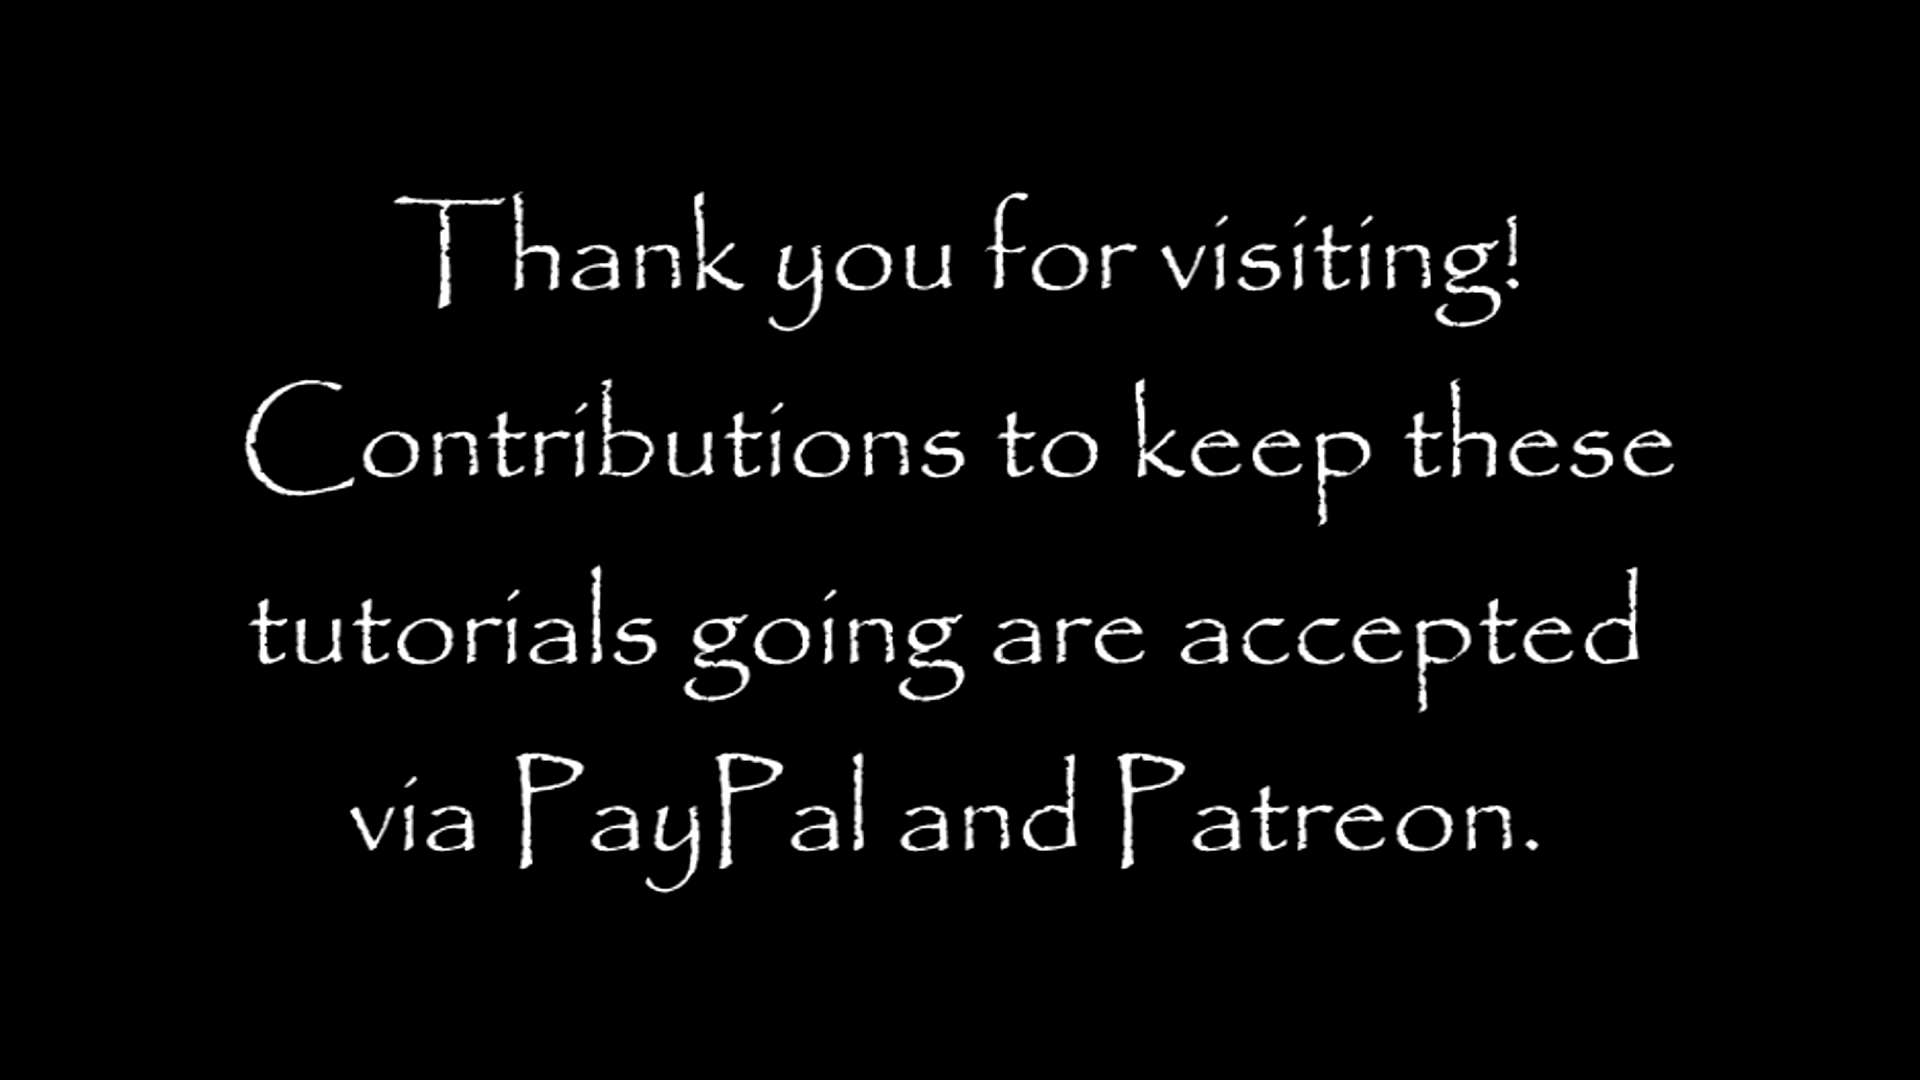 Thank you for visiting!
Contributions to keep these
tutorials going are accepted
via PayPal and Patreon.